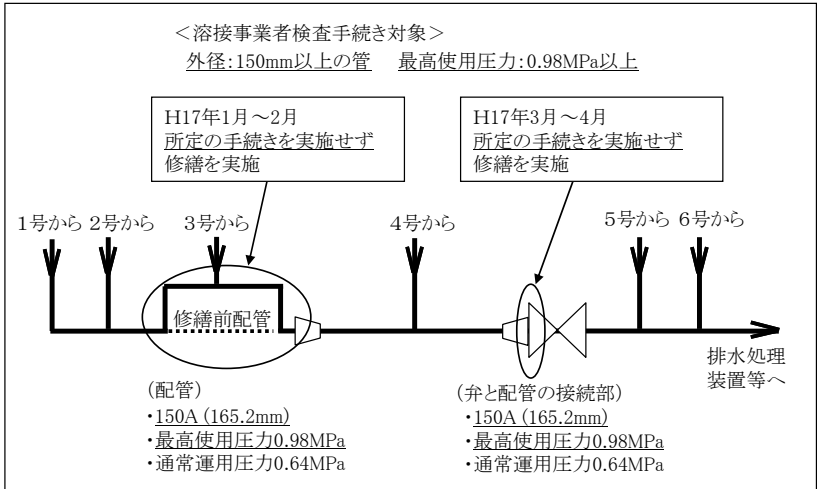 ＜溶接事業者検査手続き対象＞
外径：150mm以上の管　最高使用圧力：0.98MPa以上
H17年1月～2月
所定の手続きを実施せず
修繕を実施
H17年3月～4月
所定の手続きを実施せず
修繕を実施
1号から
2号から
3号から
4号から
5号から
6号から
修繕前配管
排水処理
装置等へ
（配管）
・150A（165.2mm）
・最高使用圧力0.98MPa
・通常運用圧力0.64MPa
（弁と配管の接続部）
・150A（165.2mm）
・最高使用圧力0.98MPa
・通常運用圧力0.64MPa